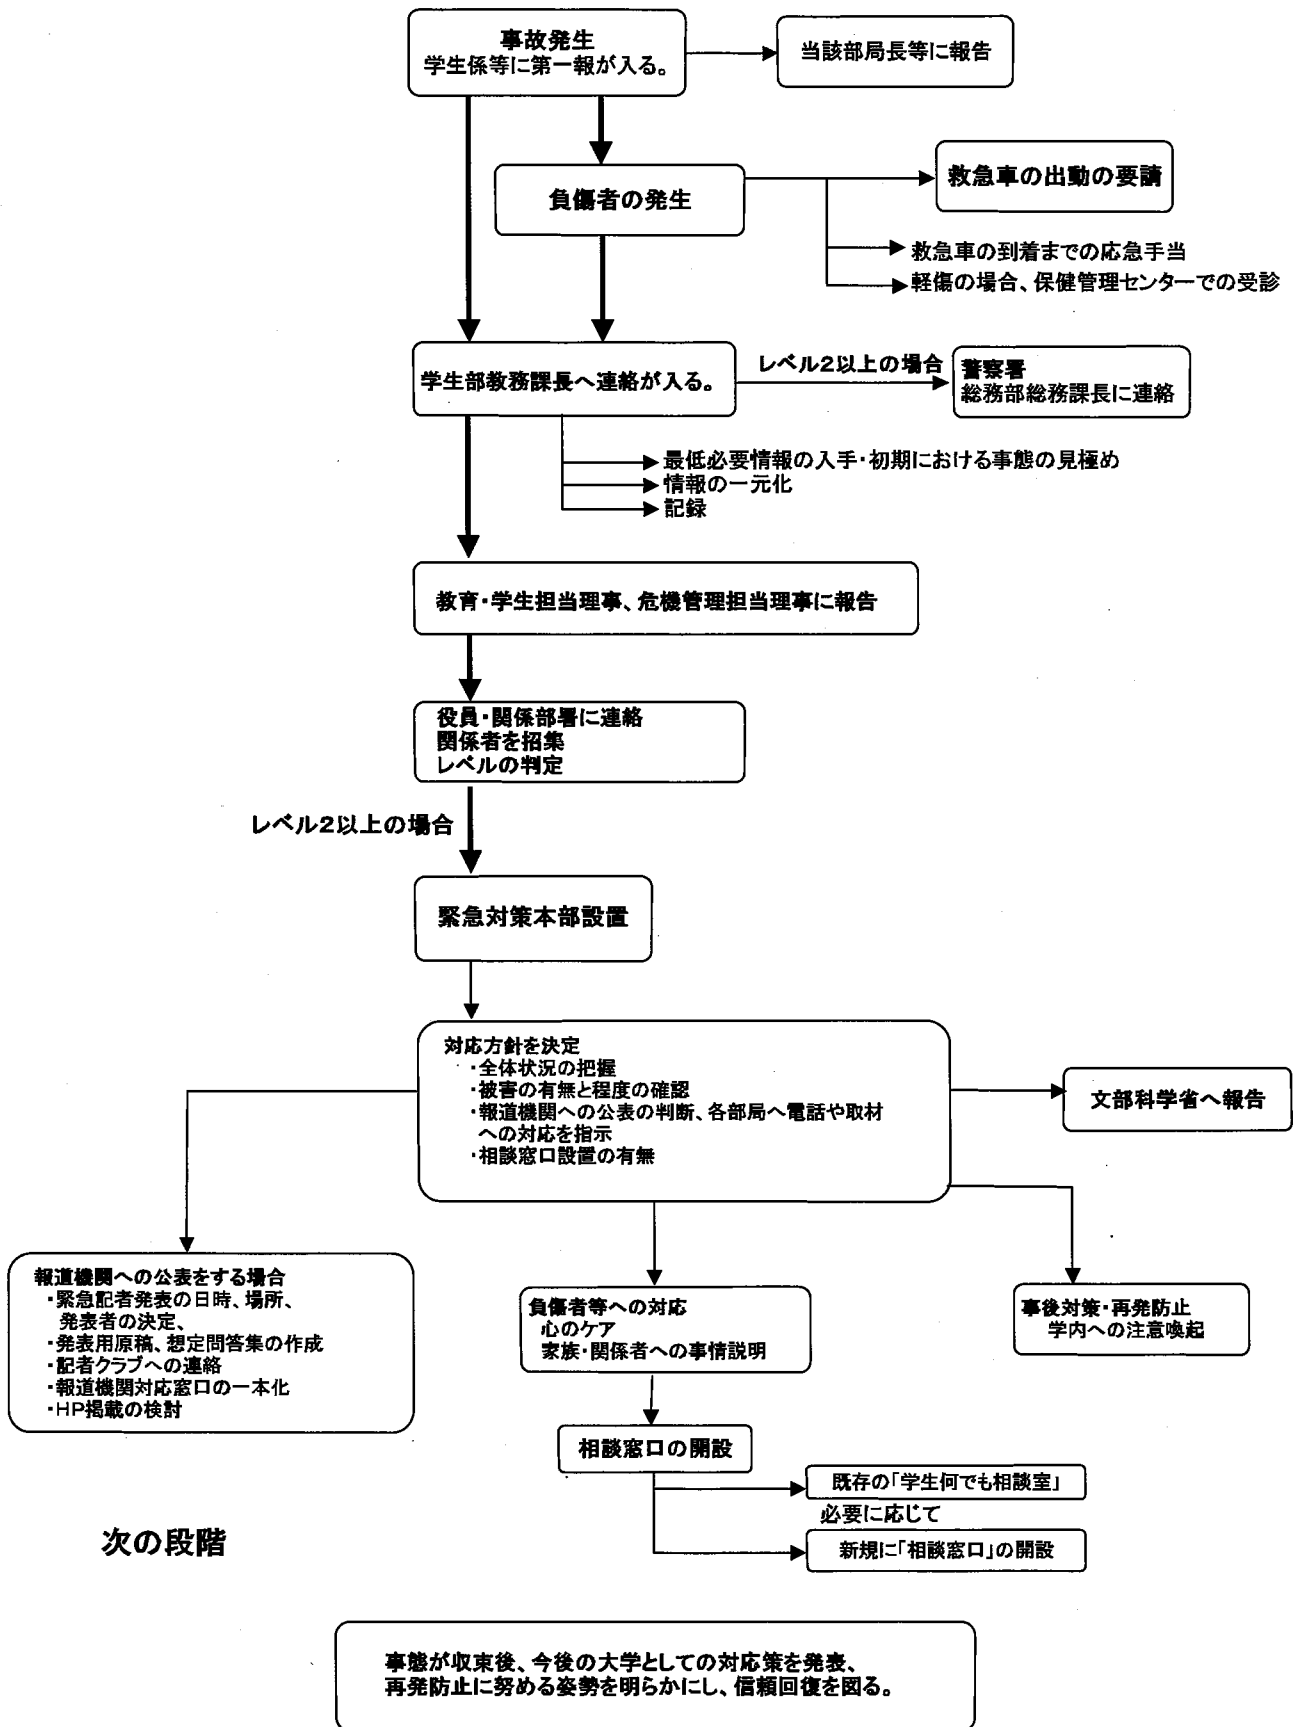 事故発生
学生係等に第一報が入る。
当該部局長等に報告
負傷者の発生
救急車の出動の要請
救急車の到着までの応急手当
軽傷の場合、保健管理センターでの受診
学生部教務課長へ連絡が入る。
レベル2以上の場合
警察署
総務部総務課長に連絡
最低必要情報の入手・初期における事態の見極め
情報の一元化
記録
教育・学生担当理事、危機管理担当理事に報告
役員・関係部署に連絡
関係者を招集
レベルの判定
レベル2以上の場合
緊急対策本部設置
対応方針を決定
・全体状況の把握
・被害の有無と程度の確認
・報道機関への公表の判断、各部局へ電話や取材
への対応を指示
・相談窓口設置の有無
文部科学省へ報告
報道機関への公表をする場合
・緊急記者発表の日時、場所、
発表者の決定、
・発表用原稿、想定問答集の作成
・記者クラブへの連絡
・報道機関対応窓口の一本化
・HP掲載の検討
負傷者等への対応
心のケア
家族・関係者への事情説明
事後対策・再発防止
学内への注意喚起
相談窓口の開設
既存の「学生何でも相談室」
必要に応じて
新規に「相談窓口」の開設
次の段階
事態が収束後、今後の大学としての対応策を発表、
再発防止に努める姿勢を明らかにし、信頼回復を図る。